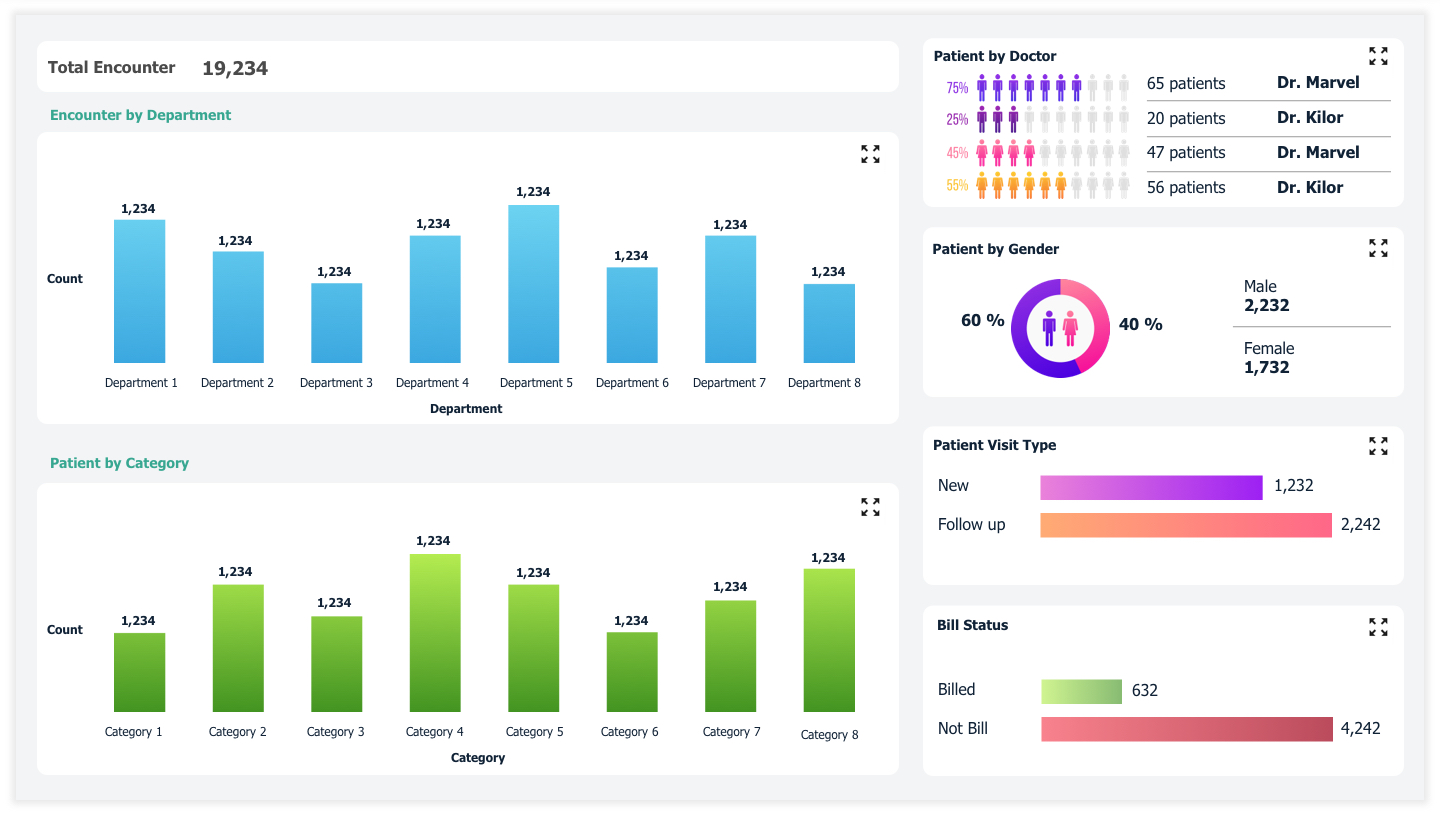 Total Encounter 19,234
Encounter by Department
1,234
1,234
1,234
1,234
1,234
1,234
1,234
1,234
Count
Department 1 Department 2 Department 3 Department 4 Department 5 Department 6 Department 7 Department 8
Department
Patient by Category
1,234
1,234
1,234
1,234
1,234
1,234
1,234
1,234
Count
Category 1 Category 2 Category 3 Category 4 Category 5 Category 6 Category 7 Category 8
Category
Patient by Doctor
75% 65 patients Dr. Marvel
25% 20 patients Dr. Kilor
45% 47 patients Dr. Marvel
55% 56 patients Dr. Kilor
Patient by Gender
60 % 40 %
Male
2,232
Female
1,732
Patient Visit Type
New 1,232
Follow up 2,242
Bill Status
Billed 632
Not Bill 4,242